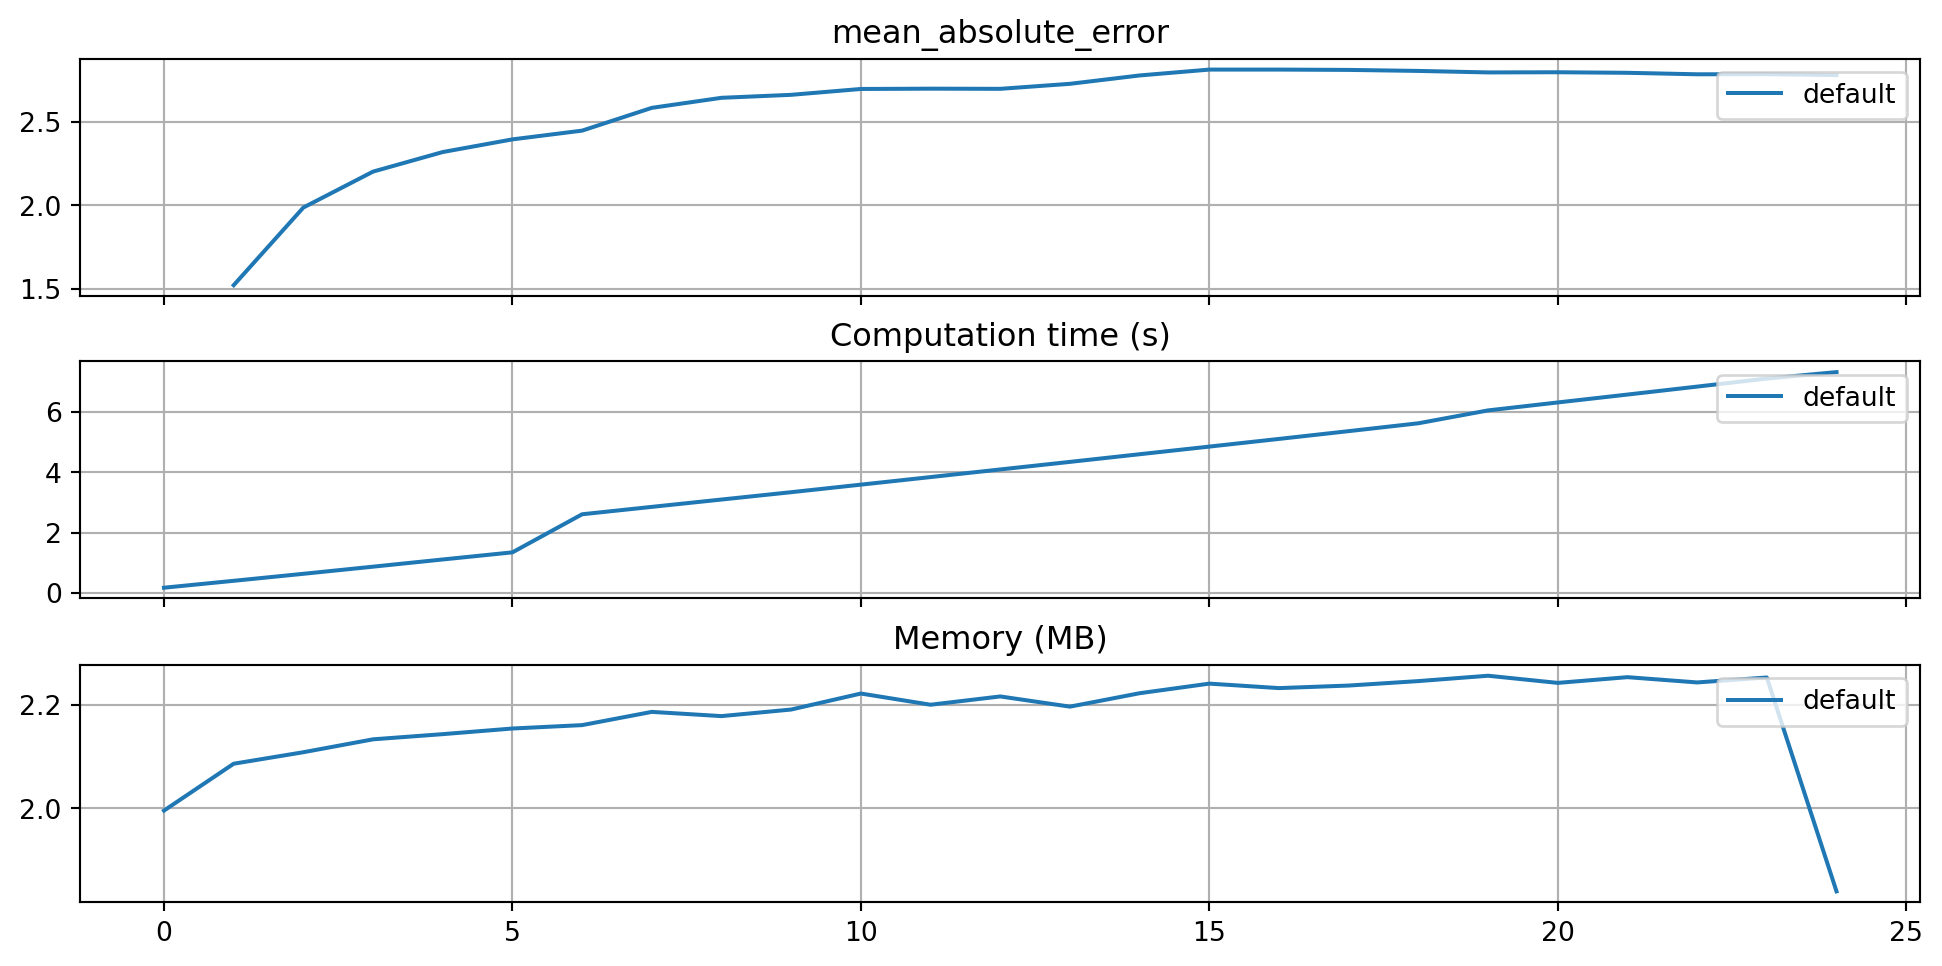 mean_absolute_error
2.5
2.0
1.5
default
Computation time (s)
6
4
2
0
default
Memory (MB)
2.2
2.0
default
0 5 10 15 20 25